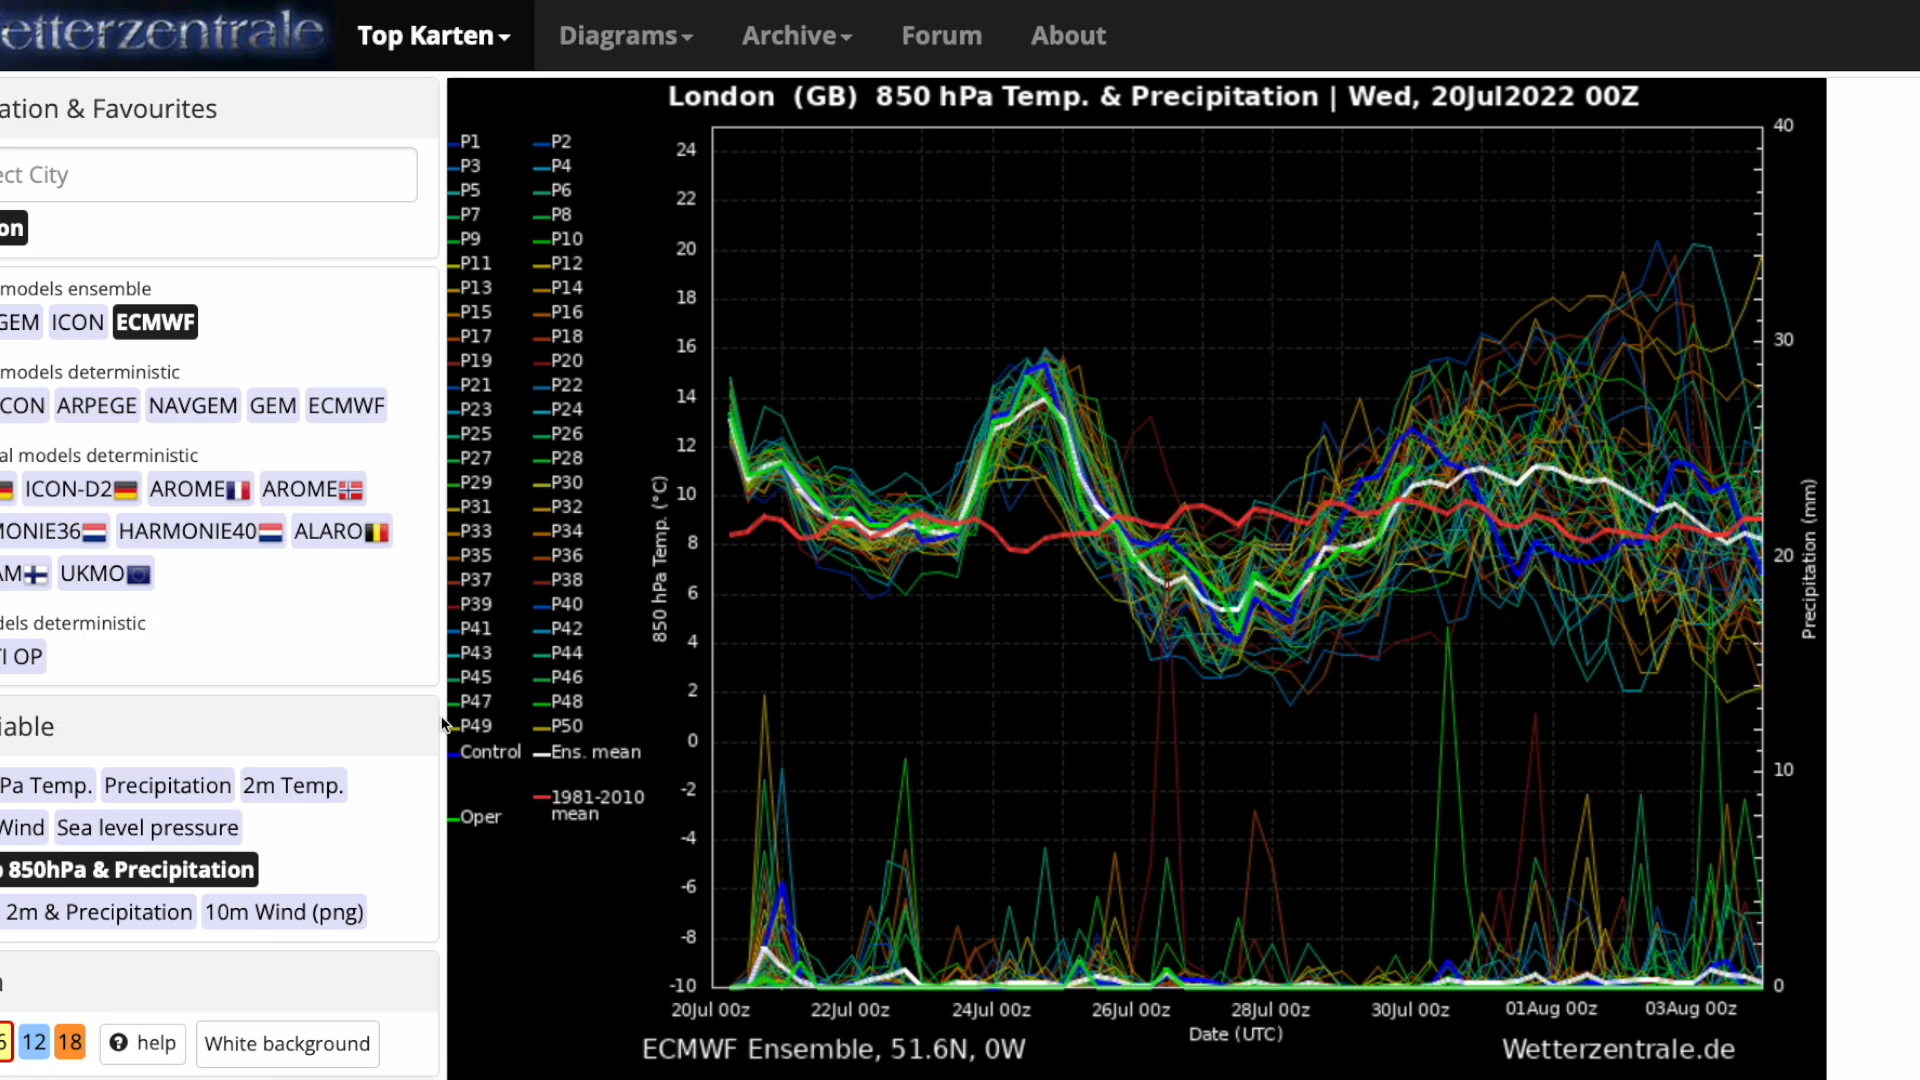 etterzentrale
Top Karten
Diagrams
Archive
Forum
About
ation & Favourites
ect City
on
models ensemble
GEM ICON ECMWF
models deterministic
CON ARPEGE NAVGEM GEM ECMWF
al models deterministic
ICON-D2 AROME AROME
MONIE36 HARMONIE40 ALARO
AM UKMO
dels deterministic
TI OP
iable
Pa Temp. Precipitation 2m Temp.
Wind Sea level pressure
o 850hPa & Precipitation
2m & Precipitation 10m Wind (png)
n
6 12 18 help White background
London (GB) 850 hPa Temp. & Precipitation | Wed, 20Jul2022 00Z
P1 P2
P3 P4
P5 P6
P7 P8
P9 P10
P11 P12
P13 P14
P15 P16
P17 P18
P19 P20
P21 P22
P23 P24
P25 P26
P27 P28
P29 P30
P31 P32
P33 P34
P35 P36
P37 P38
P39 P40
P41 P42
P43 P44
P45 P46
P47 P48
P49 P50
Control Ens. mean
1981-2010
mean
Oper
850 hPa Temp. (°C)
24
22
20
18
16
14
12
10
8
6
4
2
0
-2
-4
-6
-8
-10
40
30
20
10
0
Precipitation (mm)
20Jul 00z 22Jul 00z 24Jul 00z 26Jul 00z 28Jul 00z 30Jul 00z 01Aug 00z 03Aug 00z
Date (UTC)
ECMWF Ensemble, 51.6N, 0W
Wetterzentrale.de